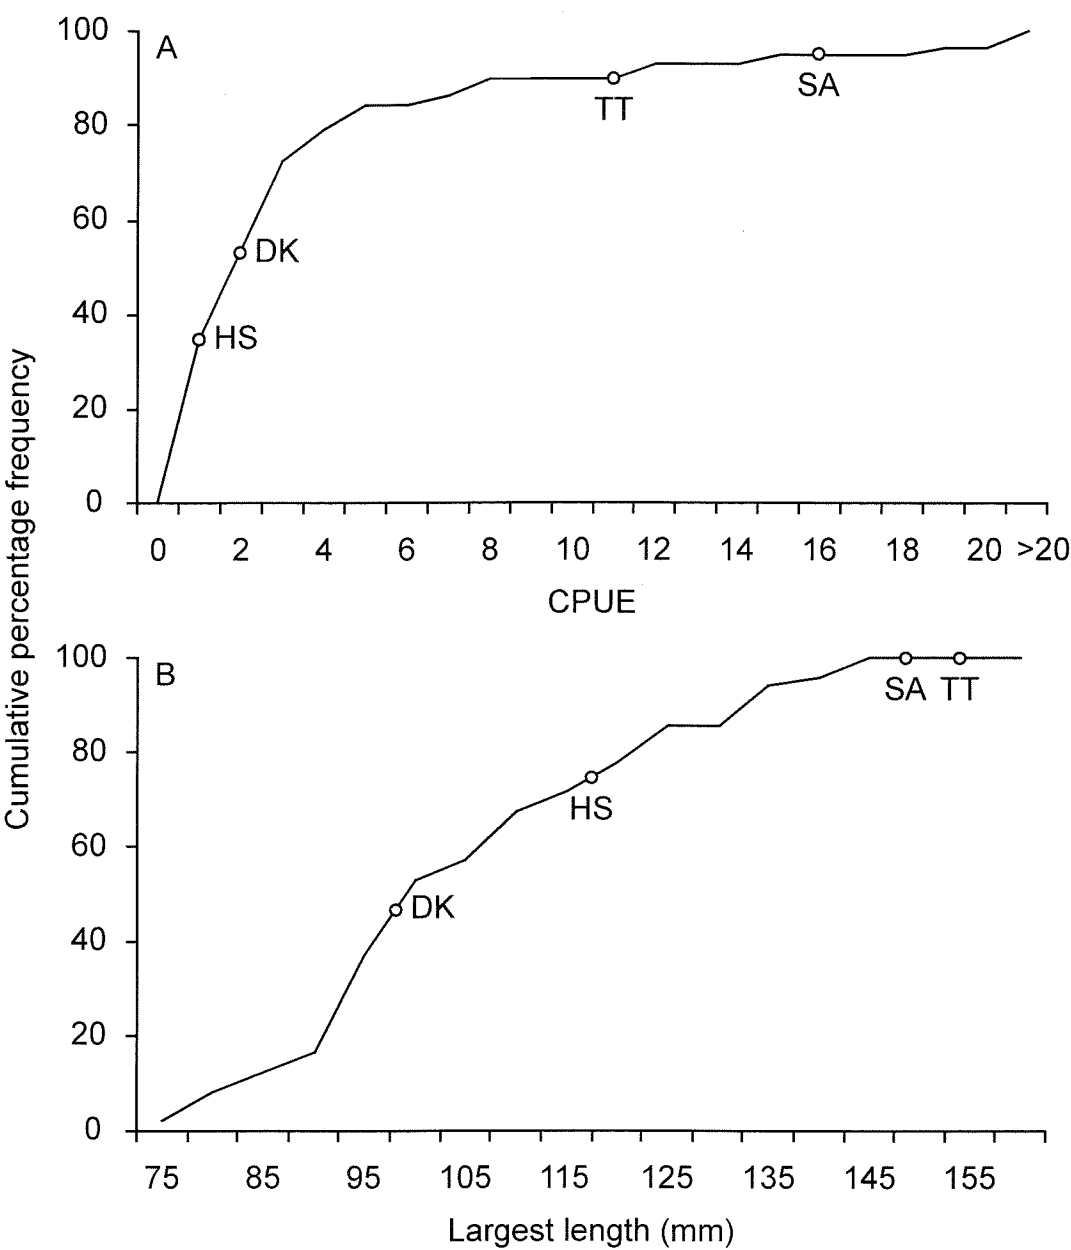 Cumulative percentage frequency
A
100
80
60
40
20
0
HS
DK
TT
SA
0 2 4 6 8 10 12 14 16 18 20 >20
CPUE
B
100
80
60
40
20
0
DK
HS
SA TT
75 85 95 105 115 125 135 145 155
Largest length (mm)